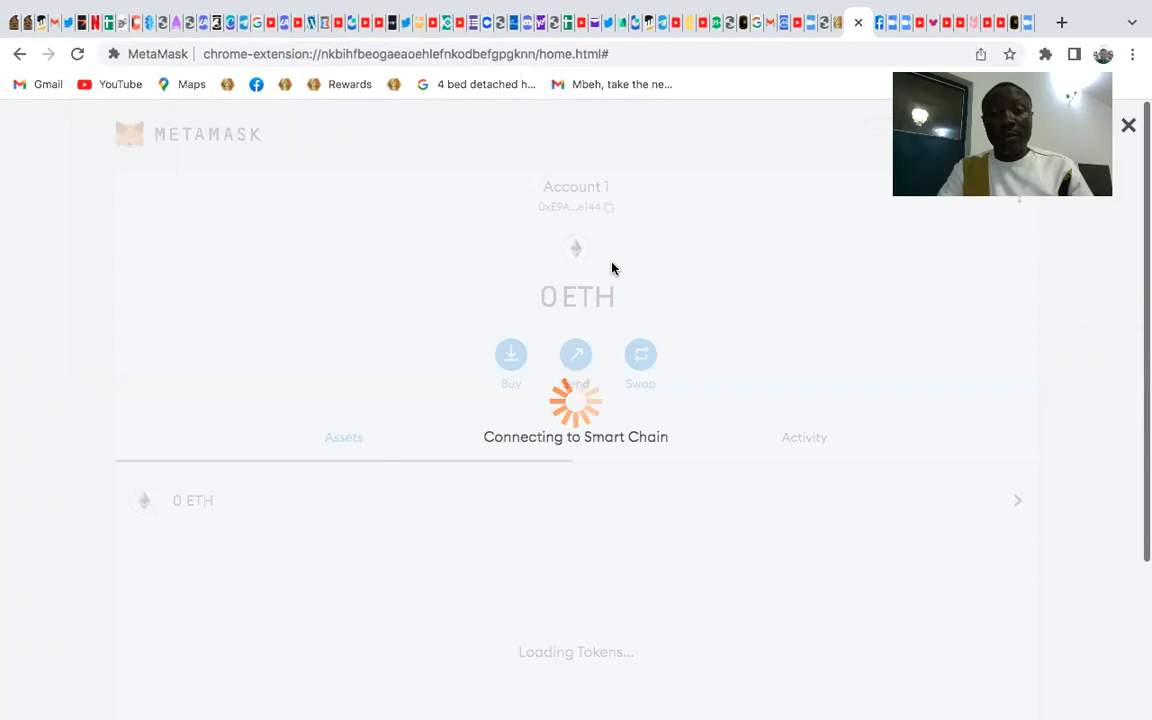 MetaMask
chrome-extension://nkbihfbeogaeaoehlefnkodbefgpgknn/home.html#
Gmail
YouTube
Maps
Rewards
4 bed detached h...
Mbeh, take the ne...
METAMASK
Account 1
0xE9A...e144
0 ETH
Buy
Send
Swap
Assets
Connecting to Smart Chain
Activity
0 ETH
Loading Tokens...